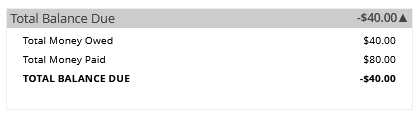 Total Balance Due -$40.00▲
Total Money Owed $40.00
Total Money Paid $80.00
TOTAL BALANCE DUE -$40.00